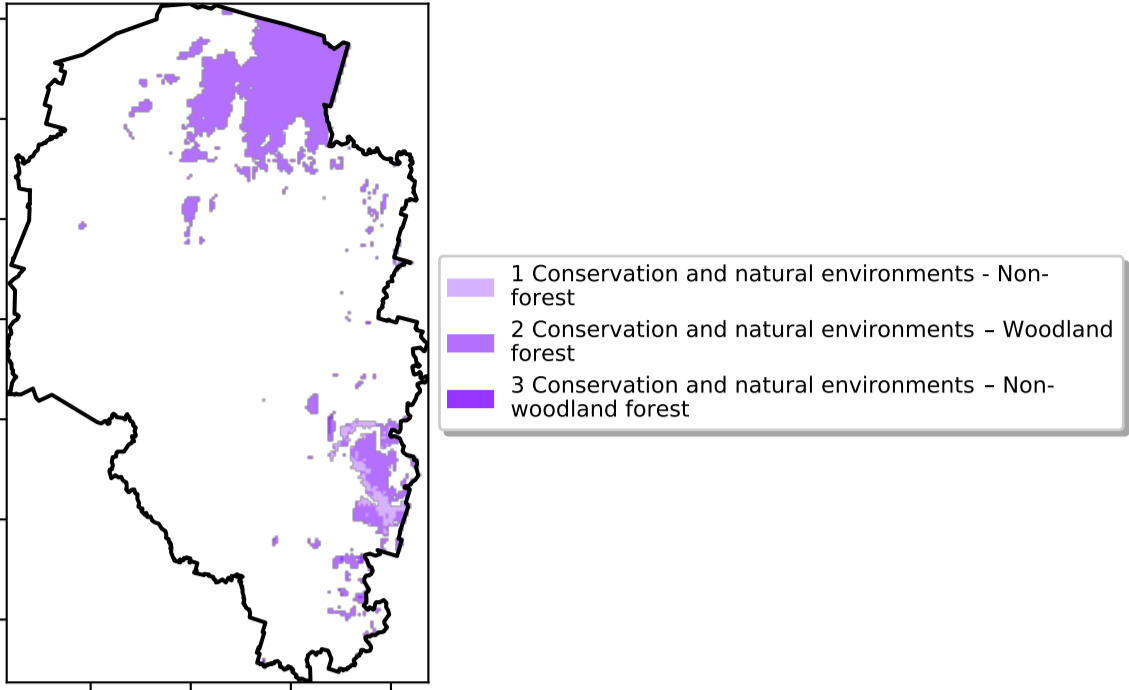 1 Conservation and natural environments - Non-
forest
2 Conservation and natural environments – Woodland
forest
3 Conservation and natural environments – Non-
woodland forest